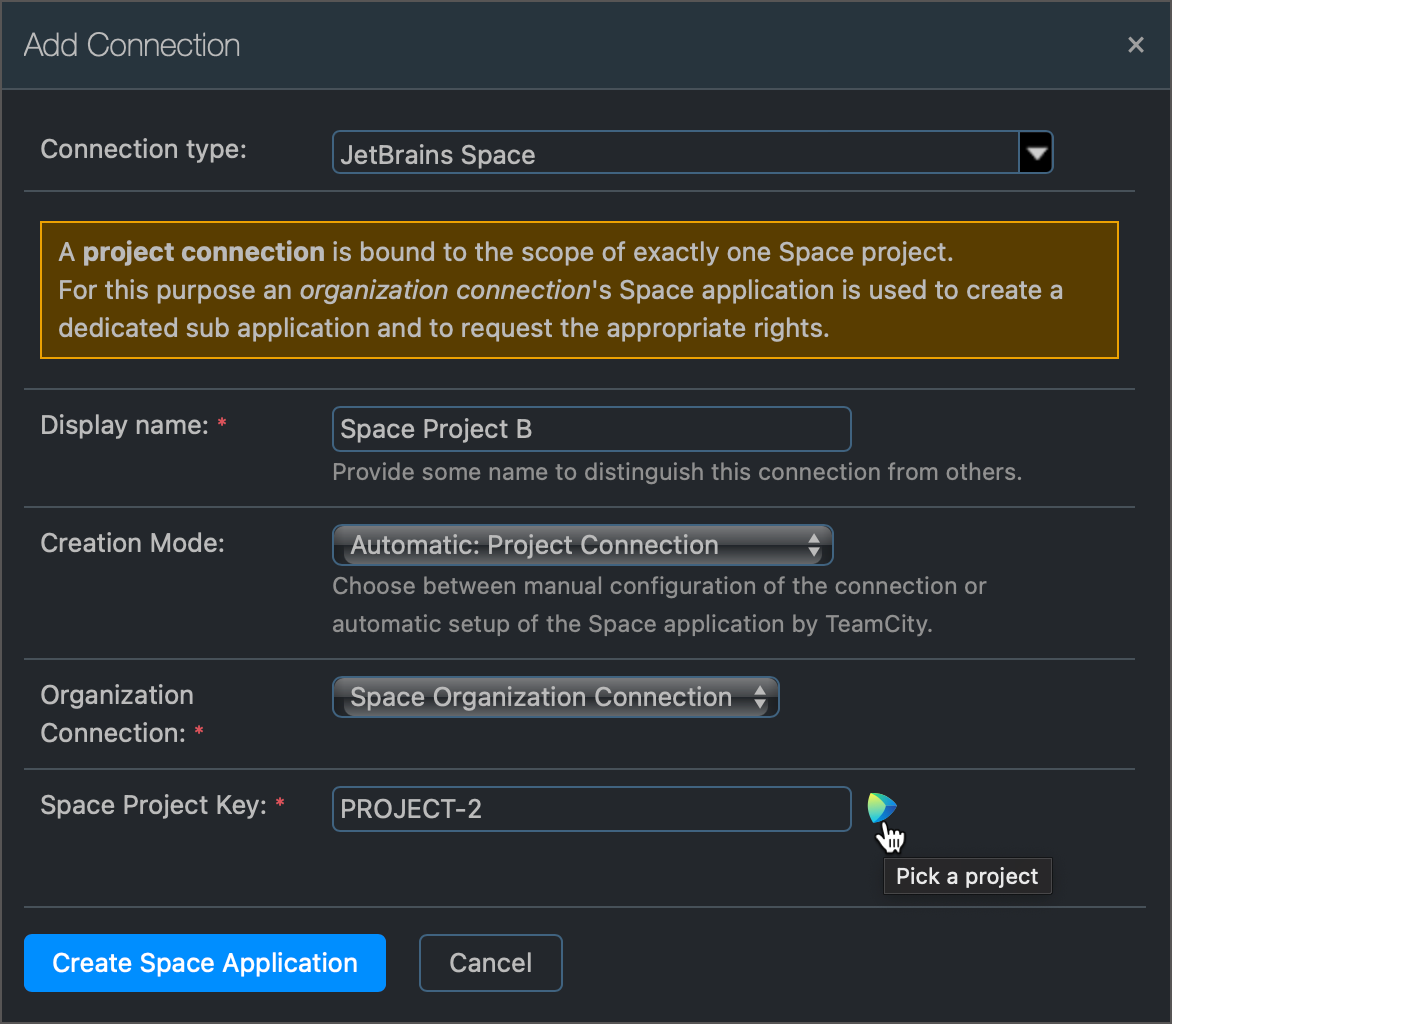 Add Connection
Connection type:
JetBrains Space
A project connection is bound to the scope of exactly one Space project.
For this purpose an organization connection's Space application is used to create a
dedicated sub application and to request the appropriate rights.
Display name: *
Space Project B
Provide some name to distinguish this connection from others.
Creation Mode:
Automatic: Project Connection
Choose between manual configuration of the connection or
automatic setup of the Space application by TeamCity.
Organization
Connection: *
Space Organization Connection
Space Project Key: *
PROJECT-2
Pick a project
Create Space Application
Cancel